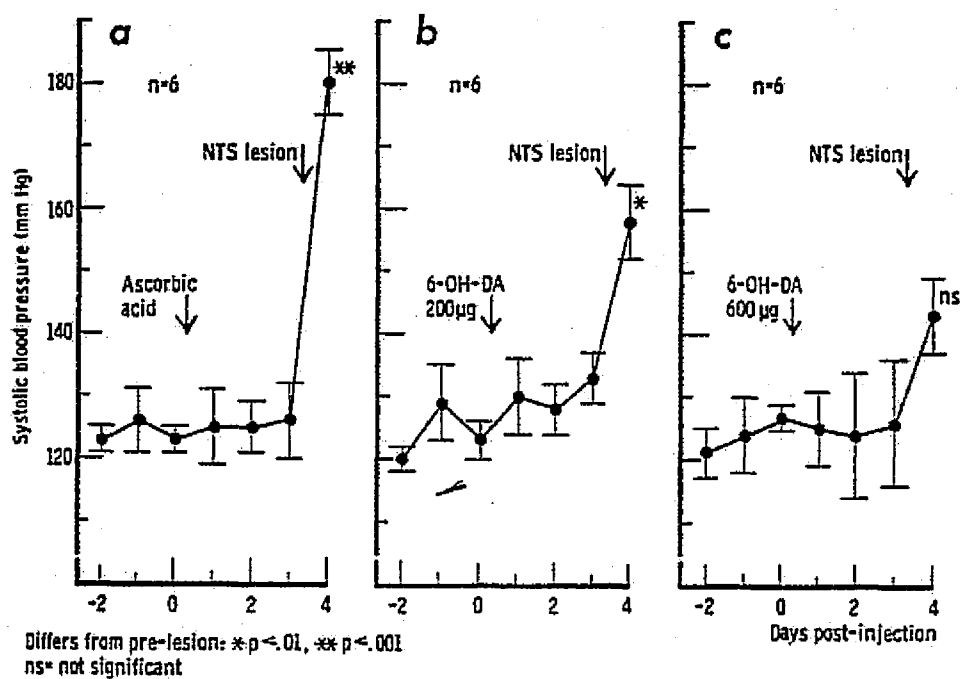 a
b
c
n=6
n=6
n=6
180
160
140
120
Systolic blood pressure (mm Hg)
NTS lesion
NTS lesion
NTS lesion
**
*
ns
Ascorbic
acid
6-OH-DA
200µg
6-OH-DA
600µg
-2 0 2 4
-2 0 2 4
-2 0 2 4
Days post-injection
Differs from pre-lesion: * p<.01, ** p<.001
ns= not significant